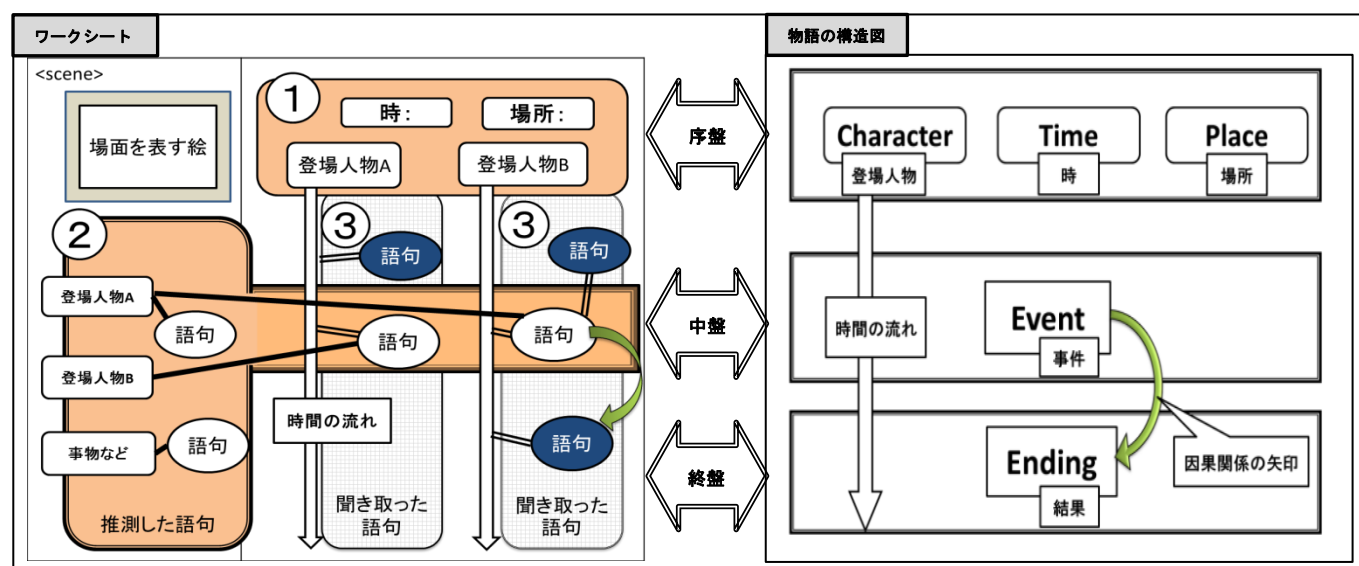 ワークシート
<scene>
場面を表す絵
①
時：
場所：
登場人物A
登場人物B
②
登場人物A
語句
登場人物B
事物など
語句
推測した語句
③
語句
③
語句
語句
語句
時間の流れ
語句
聞き取った
語句
聞き取った
語句
序盤
中盤
終盤
物語の構造図
Character
登場人物
Time
時
Place
場所
時間の流れ
Event
事件
Ending
結果
因果関係の矢印